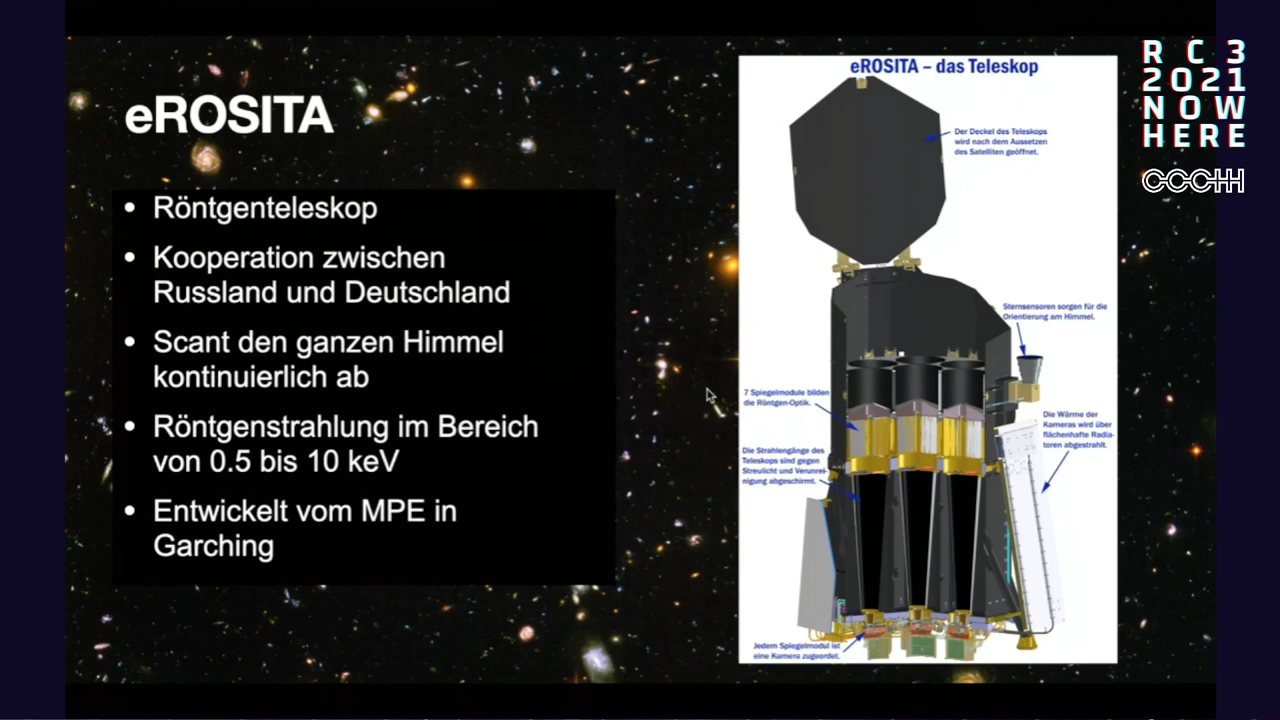 eROSITA
• Röntgenteleskop
• Kooperation zwischen
Russland und Deutschland
• Scant den ganzen Himmel
kontinuierlich ab
• Röntgenstrahlung im Bereich
von 0.5 bis 10 keV
• Entwickelt vom MPE in
Garching
eROSITA – das Teleskop
Der Deckel des Teleskops
wird nach dem Aussetzen
des Satelliten geöffnet.
Sternsensoren sorgen für die
Orientierung am Himmel.
7 Spiegelmodule bilden
die Röntgen-Optik.
Die Wärme der
Kameras wird über
flächenhafte Radia-
toren abgestrahlt.
Die Strahlengänge des
Teleskops sind gegen
Streulicht und Verunrei-
nigung abgeschirmt.
Jedem Spiegelmodul ist
eine Kamera zugeordet.
RC3
2021
NOW
HERE
CCCHH